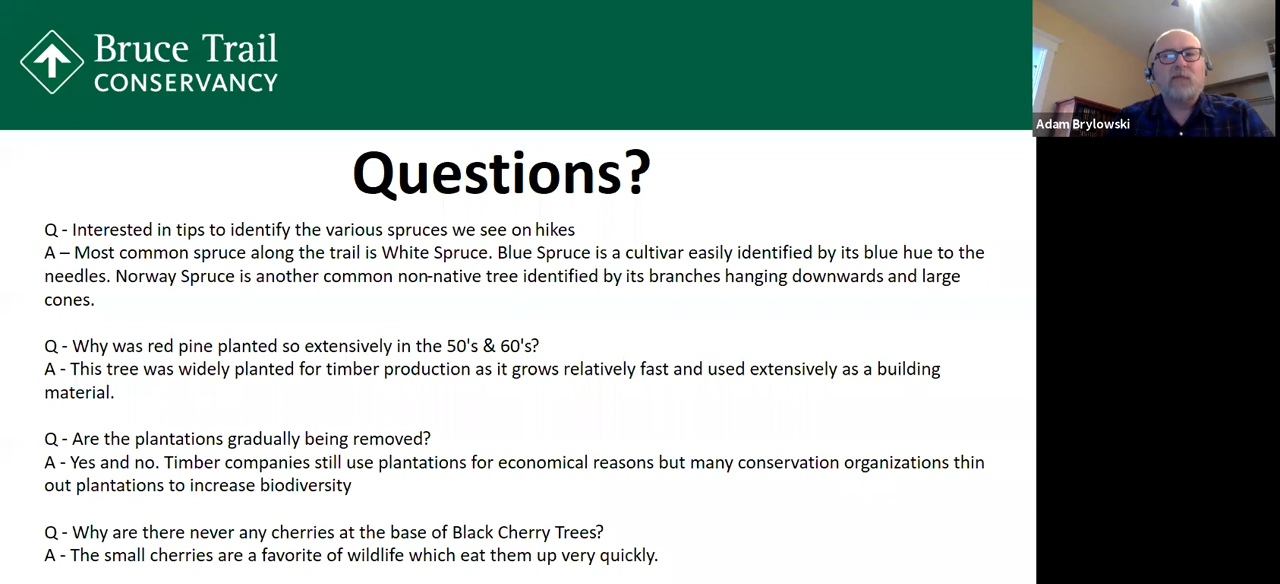 Bruce Trail
CONSERVANCY
Adam Brylowski
Questions?
Q - Interested in tips to identify the various spruces we see on hikes
A – Most common spruce along the trail is White Spruce. Blue Spruce is a cultivar easily identified by its blue hue to the
needles. Norway Spruce is another common non-native tree identified by its branches hanging downwards and large
cones.
Q - Why was red pine planted so extensively in the 50's & 60's?
A - This tree was widely planted for timber production as it grows relatively fast and used extensively as a building
material.
Q - Are the plantations gradually being removed?
A - Yes and no. Timber companies still use plantations for economical reasons but many conservation organizations thin
out plantations to increase biodiversity
Q - Why are there never any cherries at the base of Black Cherry Trees?
A - The small cherries are a favorite of wildlife which eat them up very quickly.